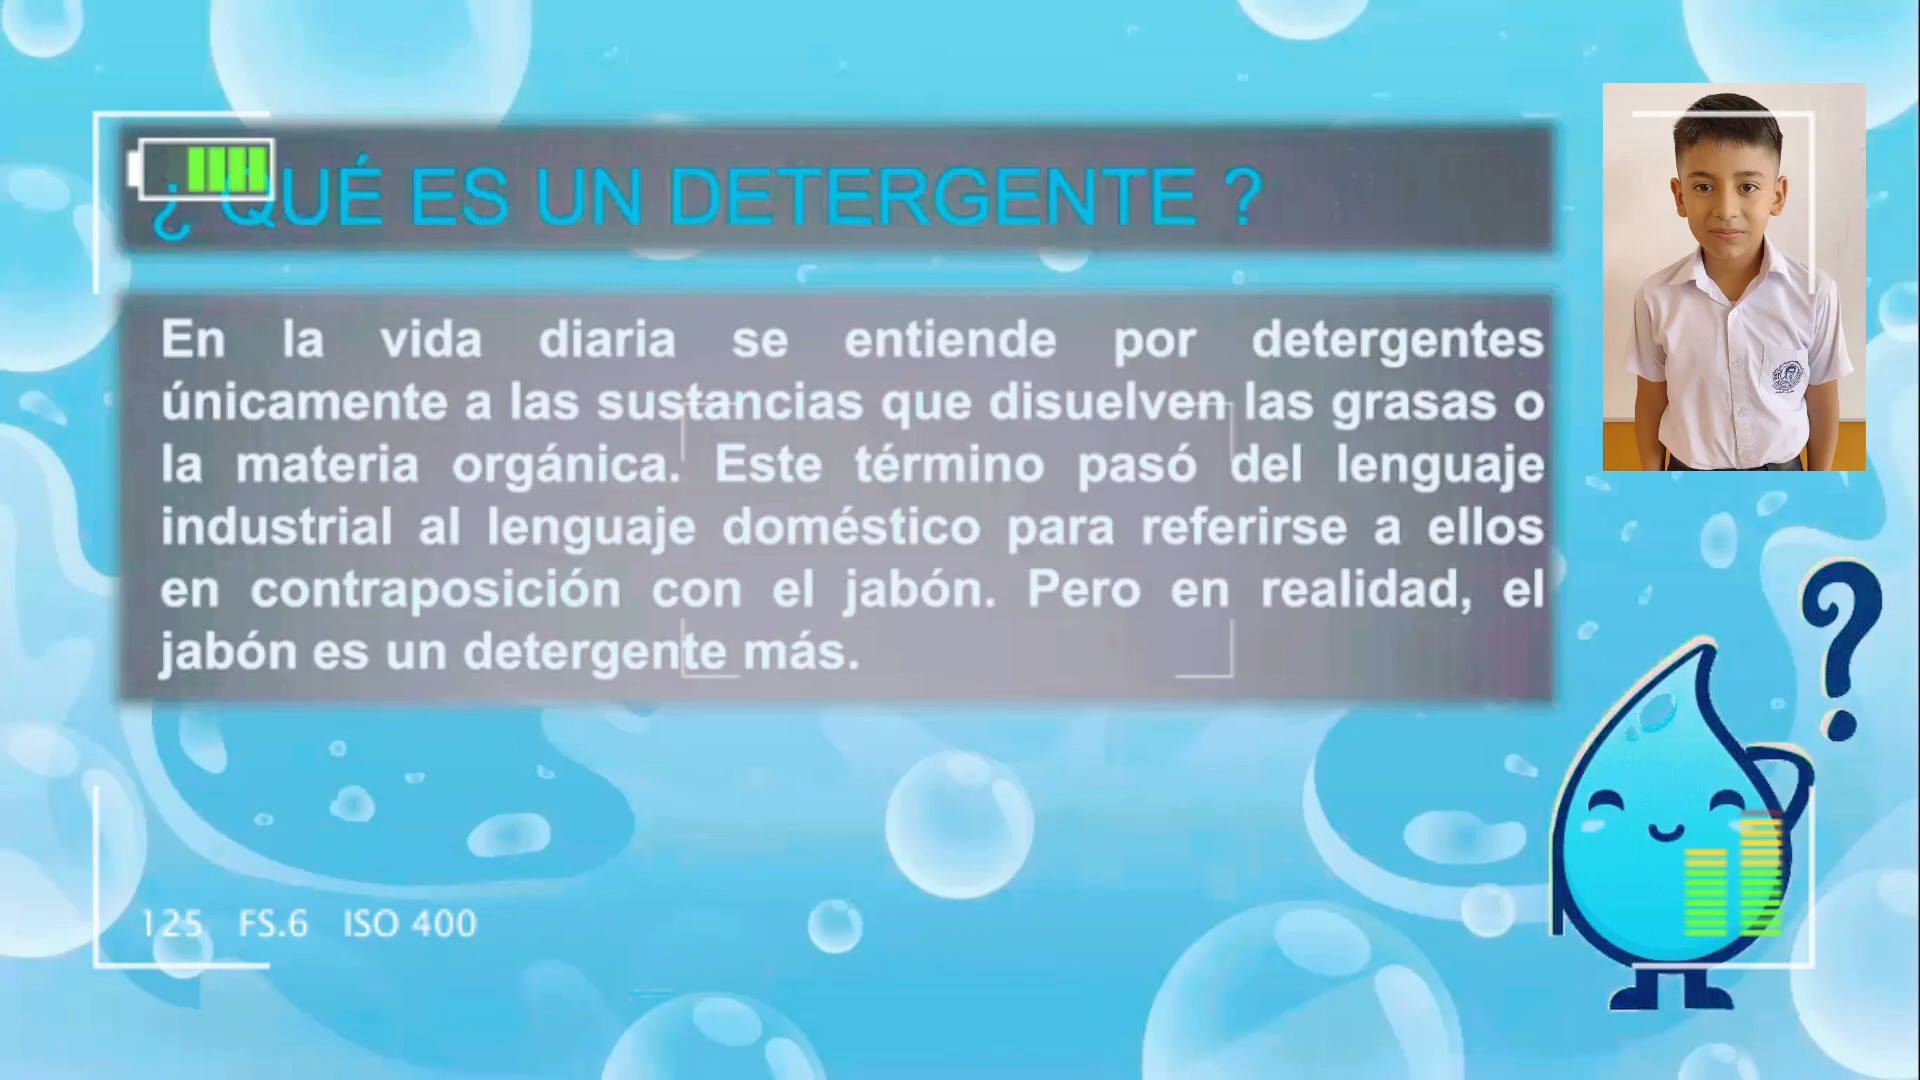 ¿ QUÉ ES UN DETERGENTE ?
En la vida diaria se entiende por detergentes
únicamente a las sustancias que disuelven las grasas o
la materia orgánica. Este término pasó del lenguaje
industrial al lenguaje doméstico para referirse a ellos
en contraposición con el jabón. Pero en realidad, el
jabón es un detergente más.
?
125 FS.6 ISO 400